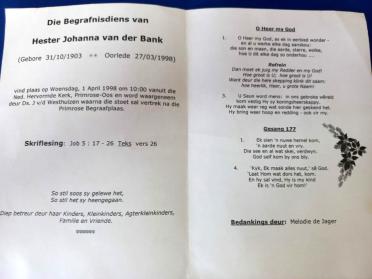 Die Begrafnisdiens van
Hester Johanna van der Bank
(Gebore 31/10/1903 ** Oorlede 27/03/1998)
vind plaas op Woensdag, 1 April 1998 om 10:00 vanuit die
Ned. Hervormde Kerk, Primrose-Oos en word waargeneem
deur Ds. J v/d Westhuizen waarna die stoet sal vertrek na die
Primrose Begraafplaas.
Skriflesing: Job 5 : 17 - 26 Teks vers 26
So stil soos sy gelewe het,
So stil het sy heengegaan.
Diep betreur deur haar Kinders, Kleinkinders, Agterkleinkinders,
Familie en Vriende.
O Heer my God
1. O Heer my God, as ek in eerbied wonder -
en al u werke elke dag aanskou:
die son en maan, die aarde, sterre, wolke,
hoe u dit elke dag so onderhou -
Refrein
Dan moet ek juig my Redder en my God!
Hoe groot is U; hoe groot is U!
Want deur die hele skepping klink dit saam:
hoe heerlik, Heer, u grote Naam!
3. U Seun word mens: in ons gebroke wêreld
kom vestig hy sy koningsheerskappy.
Hy maak weer reg wat sonde hier geskend het.
Hy bring weer hoop en redding - ook vir my.
Gesang 177
1. Ek sien 'n nuwe hemel kom,
'n aarde nuut en vry.
Die see en al wat skei, verdwyn.
God self kom by ons bly.
4. 'Kyk, Ek maak alles nuut,' sê God.
'Laat Hom wat dors het, kom.
En hy sal vind, Hy is my kind
Ek is 'n God vir hom!'
Bedankings deur: Melodie de Jager